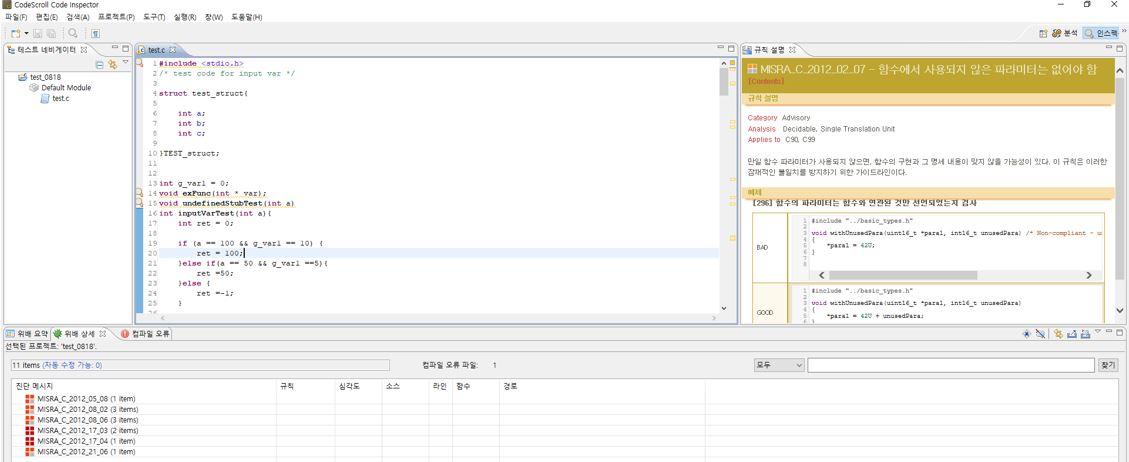 CodeScroll Code Inspector
파일(F) 편집(E) 검색(A) 프로젝트(P) 도구(T) 실행(R) 창(W) 도움말(H)
분석 인스펙
테스트 네비게이터
test_0818
Default Module
test.c
test.c
1 #include <stdio.h>
2 /* test code for input var */
3
4 struct test_struct{
5
6 int a;
7 int b;
8 int c;
9
10 }TEST_struct;
11
12
13 int g_var1 = 0;
14 void exFunc(int * var);
15 void undefinedStubTest(int a)
16 int inputVarTest(int a){
17 int ret = 0;
18
19 if (a == 100 && g_var1 == 10) {
20 ret = 100;
21 }else if(a == 50 && g_var1 ==5){
22 ret =50;
23 }else {
24 ret =-1;
25 }
26
규칙 설명
MISRA_C_2012_02_07 - 함수에서 사용되지 않은 파라미터는 없어야 함
[Contents]
규칙 설명
Category Advisory
Analysis Decidable, Single Translation Unit
Applies to C90, C99
만일 함수 파라미터가 사용되지 않으면, 함수의 구현과 그 명세 내용이 맞지 않을 가능성이 있다. 이 규칙은 이러한
잠재적인 불일치를 방지하기 위한 가이드라인이다.
예제
[296] 함수의 파라미터는 함수와 연관된 것만 선언되었는지 검사
BAD
1 #include "../basic_types.h"
2
3 void withUnusedPara(uint16_t *para1, int16_t unusedPara) /* Non-compliant - u
4 {
5 *para1 = 42U;
6 }
7
8
GOOD
1 #include "../basic_types.h"
2
3 void withUnusedPara(uint16_t *para1, int16_t unusedPara)
4 {
5 *para1 = 42U + unusedPara;
6 }
위배 요약 위배 상세 컴파일 오류
선택된 프로젝트: 'test_0818'.
11 items (자동 수정 가능: 0) 컴파일 오류 파일: 1 모두 찾기
진단 메시지 규칙 심각도 소스 라인 함수 경로
MISRA_C_2012_05_08 (1 item)
MISRA_C_2012_08_02 (3 items)
MISRA_C_2012_08_06 (3 items)
MISRA_C_2012_17_03 (2 items)
MISRA_C_2012_17_04 (1 item)
MISRA_C_2012_21_06 (1 item)